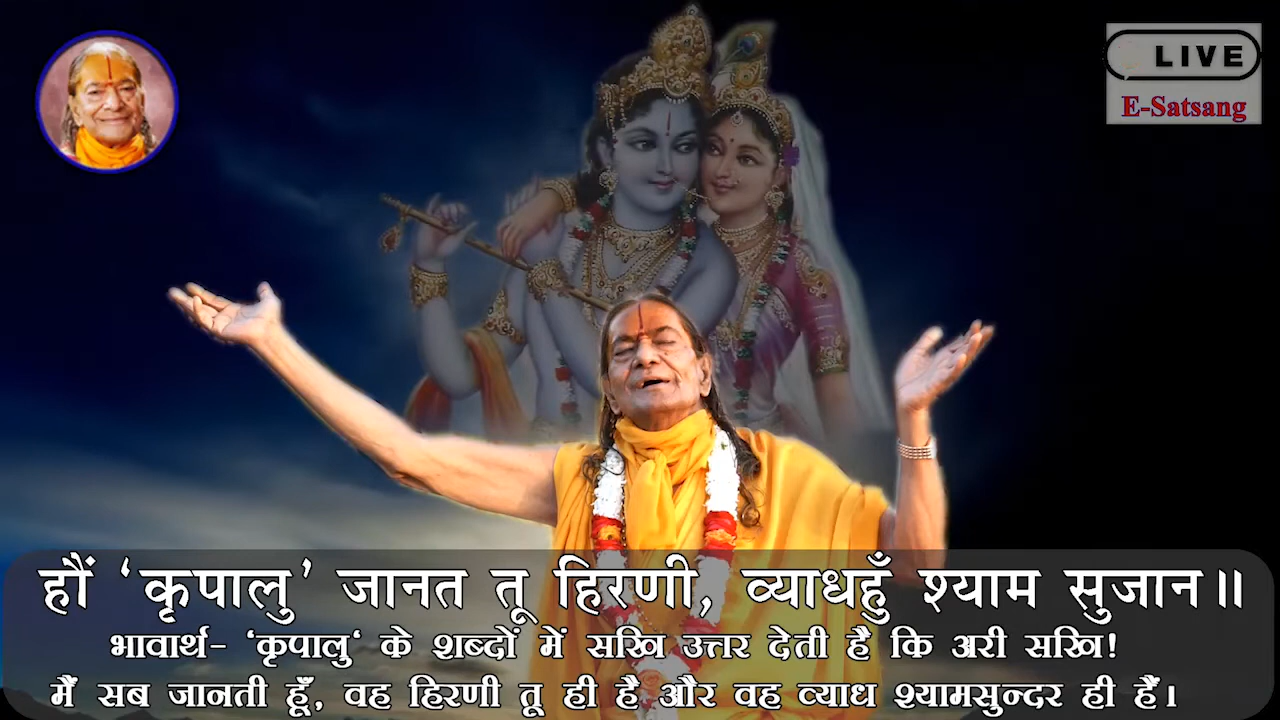 LIVE
E-Satsang
हौं ‘कृपालु’ जानत तू हिरणी, व्याधहुँ श्याम सुजान॥
भावार्थ- ‘कृपालु‘ के शब्दों में सखि उत्तर देती है कि अरी सखि!
मैं सब जानती हूँ, वह हिरणी तू ही है और वह व्याध श्यामसुन्दर ही हैं।